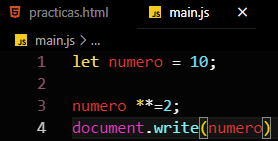 practicas.html main.js
main.js > ...
1 let numero = 10;
2
3 numero **=2;
4 document.write(numero)